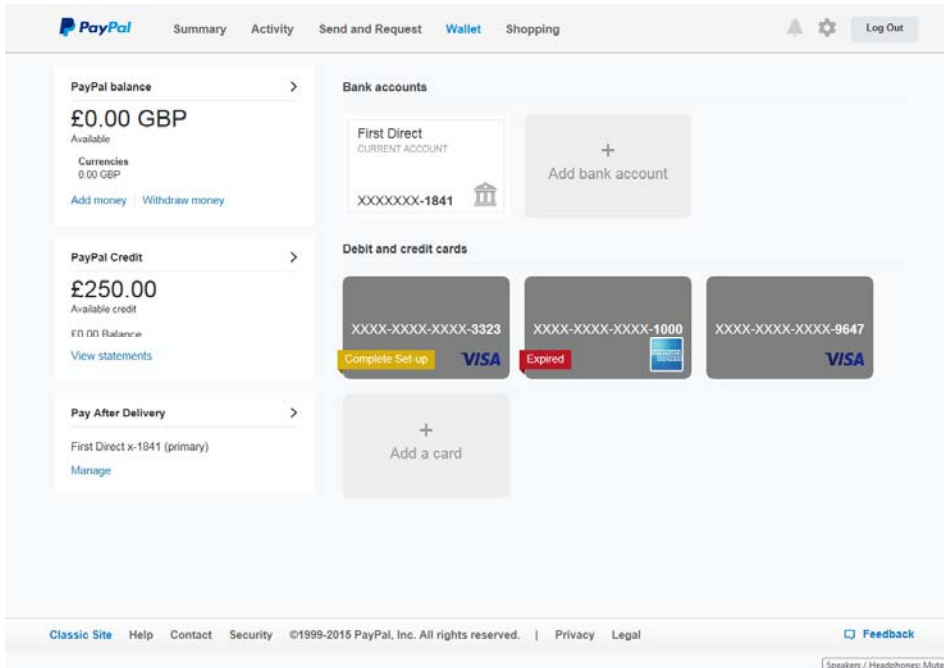 PayPal Summary Activity Send and Request Wallet Shopping Log Out
PayPal balance
£0.00 GBP
Available
Currencies
0.00 GBP
Add money Withdraw money
PayPal Credit
£250.00
Available credit
£0.00 Balance
View statements
Pay After Delivery
First Direct x-1841 (primary)
Manage
Bank accounts
First Direct
CURRENT ACCOUNT
XXXXXXX-1841
+
Add bank account
Debit and credit cards
XXXX-XXXX-XXXX-3323
Complete Set-up VISA
XXXX-XXXX-XXXX-1000
Expired
XXXX-XXXX-XXXX-9647
VISA
+
Add a card
Classic Site Help Contact Security ©1999-2015 PayPal, Inc. All rights reserved. | Privacy Legal Feedback
Speakers / Headphones: Mute